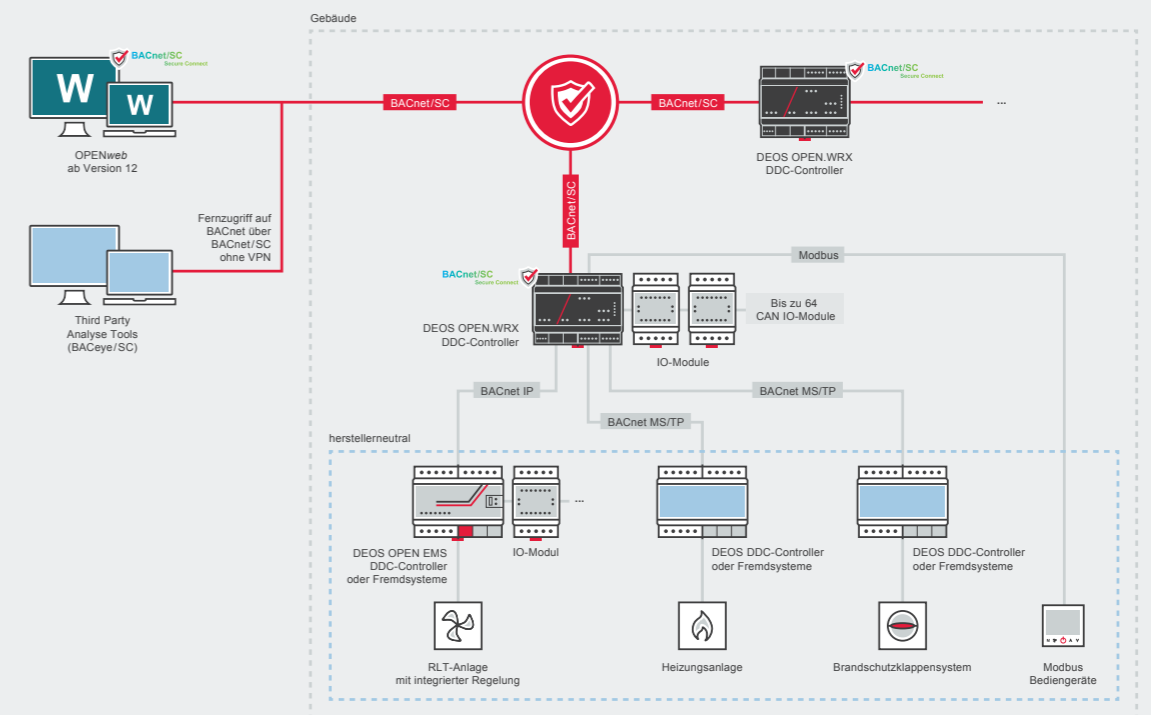 Gebäude
BACnet/SC
Secure Connect
W
W
OPENweb
ab Version 12
BACnet/SC
BACnet/SC
BACnet/SC
Secure Connect
...
DEOS OPEN.WRX
DDC-Controller
BACnet/SC
Fernzugriff auf
BACnet über
BACnet/SC
ohne VPN
Third Party
Analyse Tools
(BACeye/SC)
Modbus
BACnet/SC
Secure Connect
DEOS OPEN.WRX
DDC-Controller
Bis zu 64
CAN IO-Module
IO-Module
BACnet IP
BACnet MS/TP
BACnet MS/TP
herstellerneutral
...
DEOS OPEN EMS
DDC-Controller
oder Fremdsysteme
IO-Modul
DEOS DDC-Controller
oder Fremdsysteme
DEOS DDC-Controller
oder Fremdsysteme
RLT-Anlage
mit integrierter Regelung
Heizungsanlage
Brandschutzklappensystem
Modbus
Bediengeräte